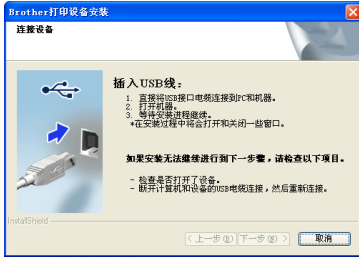 Brother打印设备安装
连接设备
插入USB线：
1. 直接将USB接口电缆连接到PC和机器。
2. 打开机器。
3. 等待安装进程继续。
*在安装过程中将会打开和关闭一些窗口。
如果安装无法继续进行到下一步骤，请检查以下项目。
- 检查是否打开了设备。
- 断开计算机和设备的USB电缆连接，然后重新连接。
InstallShield
< 上一步(B) 下一步(N) > 取消